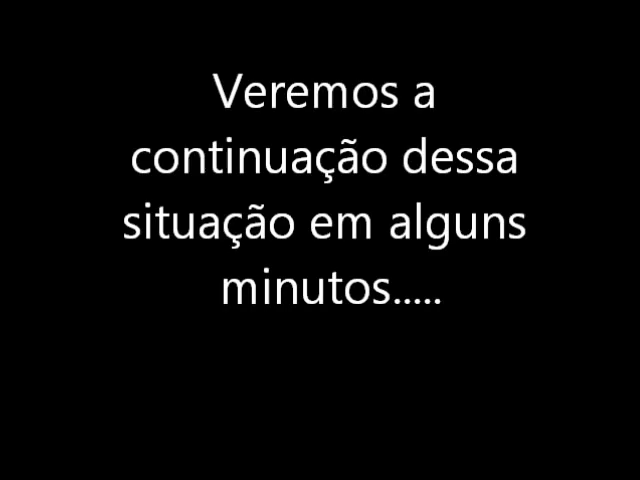 Veremos a
continuação dessa
situação em alguns
minutos.....